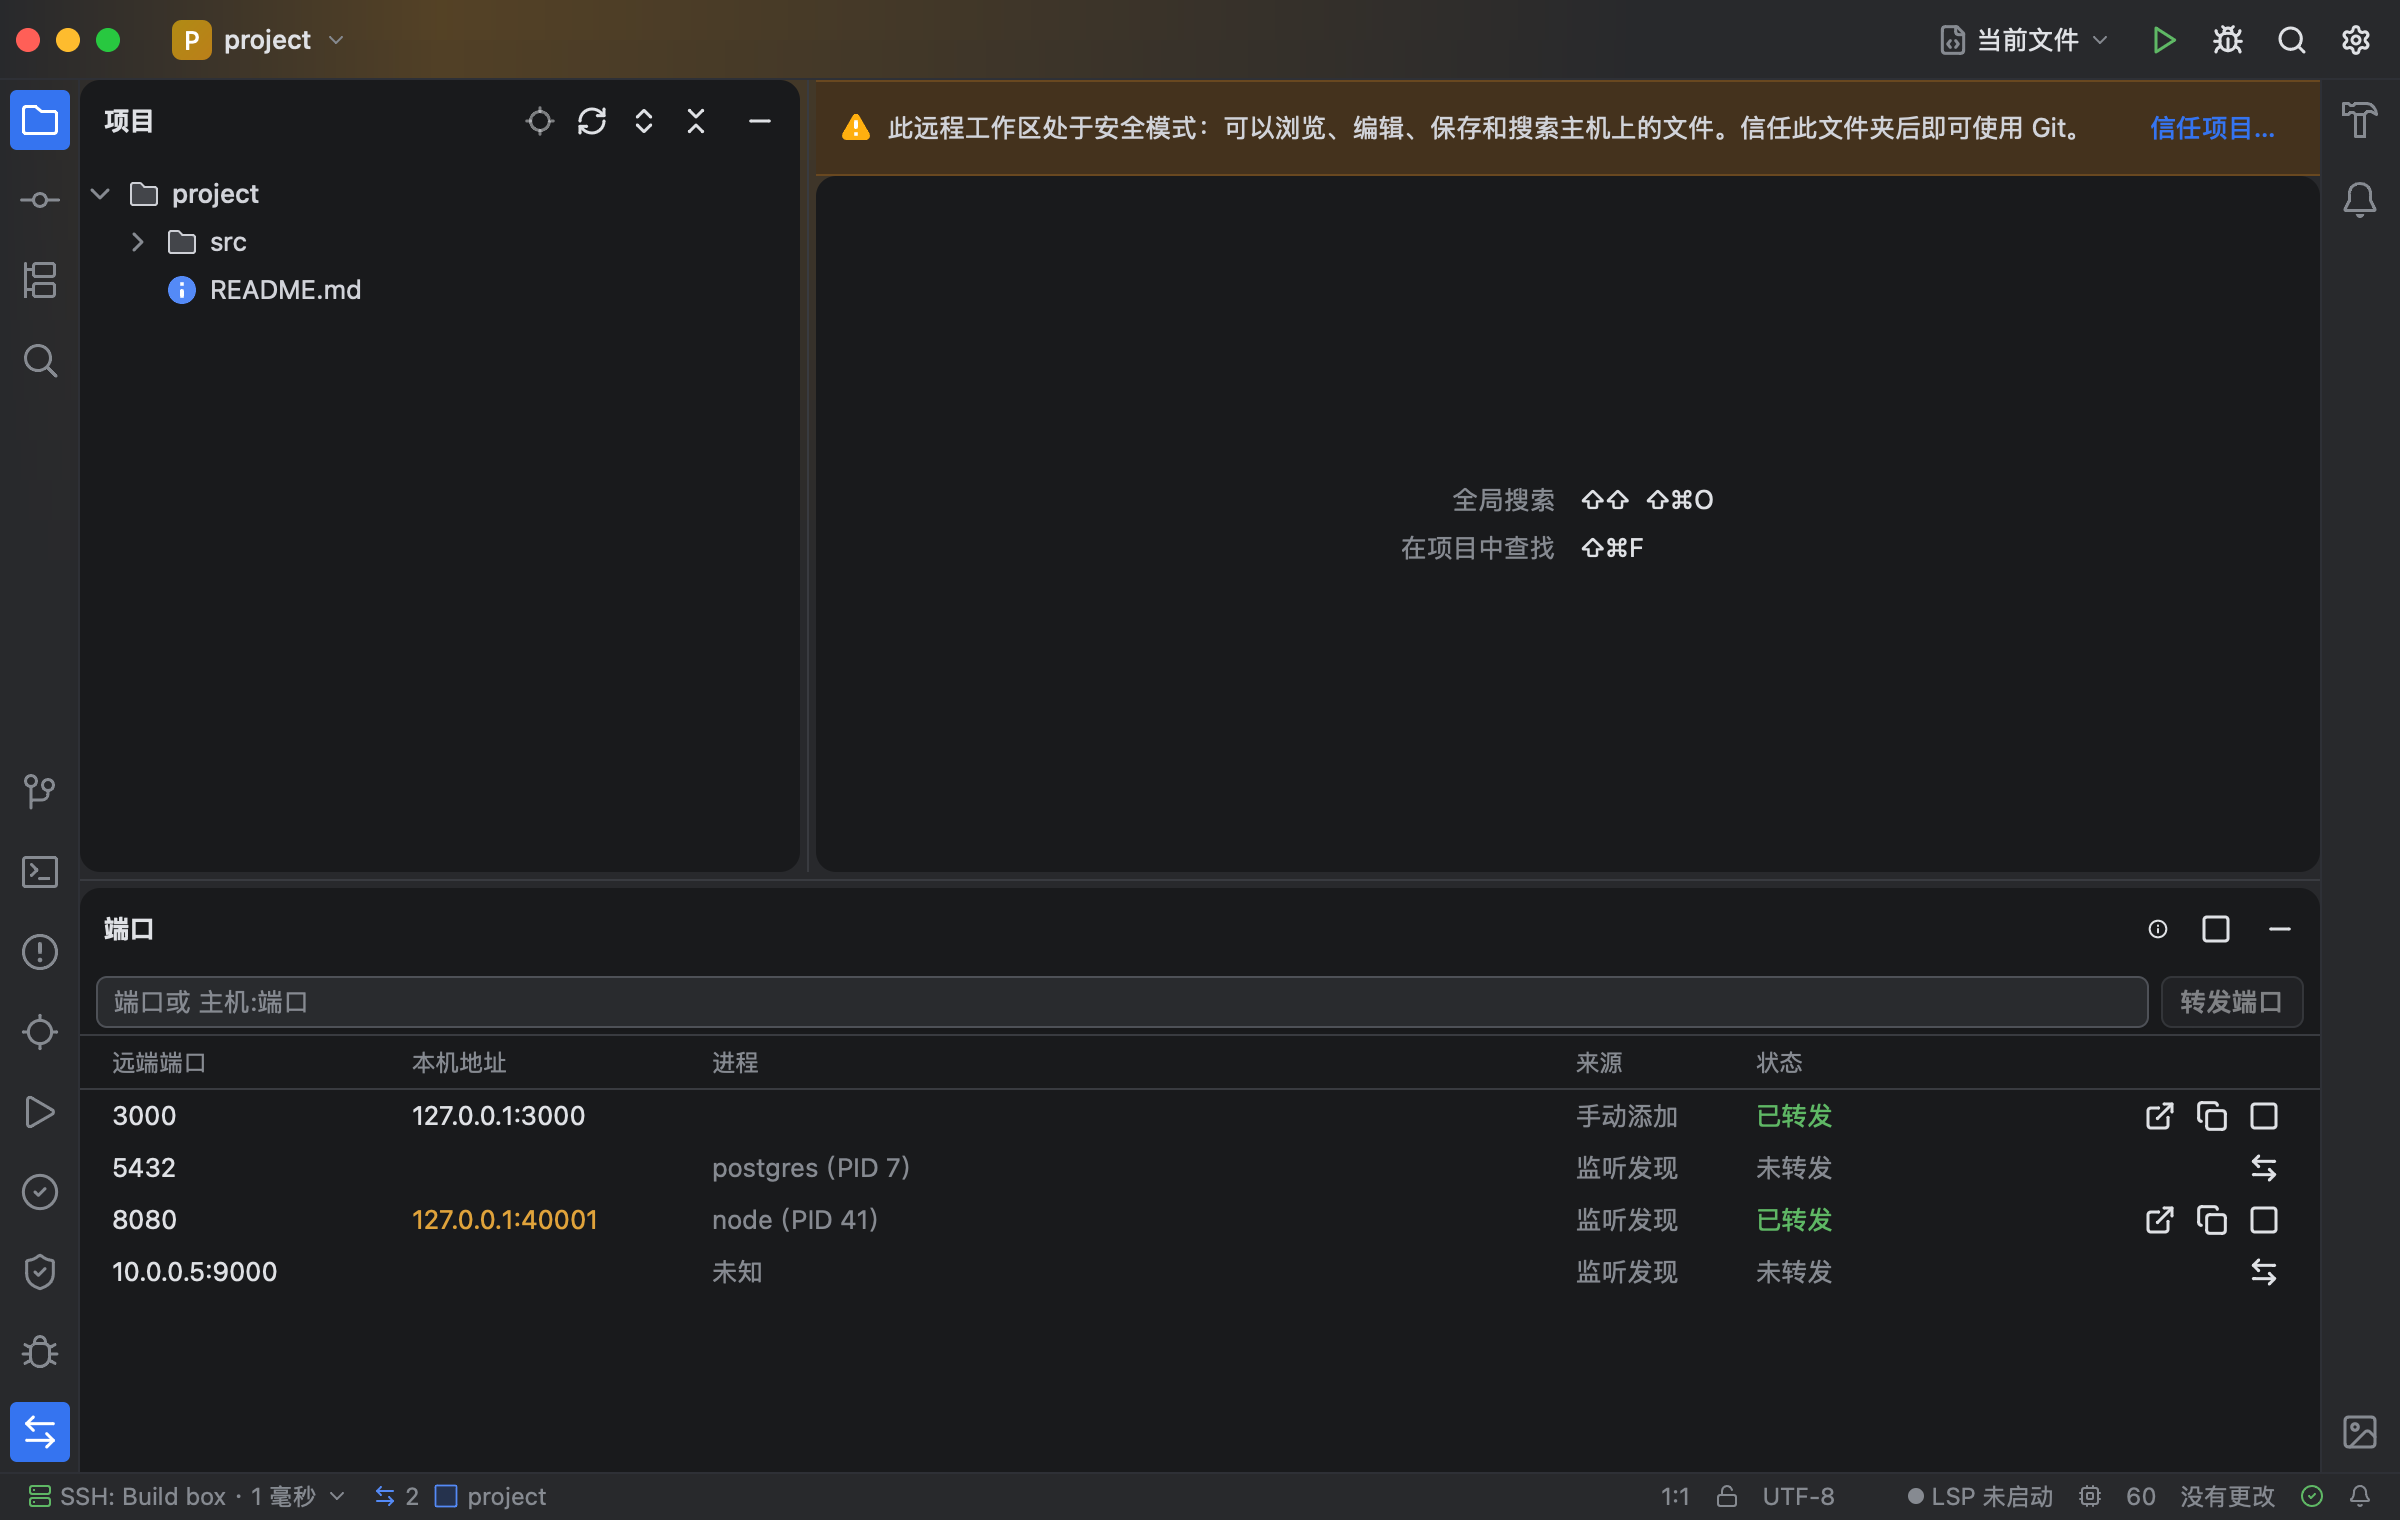 P project
当前文件
项目
project
src
README.md
此远程工作区处于安全模式：可以浏览、编辑、保存和搜索主机上的文件。信任此文件夹后即可使用 Git。 信任项目...
全局搜索 ⇧⇧ ⇧⌘O
在项目中查找 ⇧⌘F
端口
端口或 主机:端口 转发端口
远端端口 本机地址 进程 来源 状态
3000 127.0.0.1:3000 手动添加 已转发
5432 postgres (PID 7) 监听发现 未转发
8080 127.0.0.1:40001 node (PID 41) 监听发现 已转发
10.0.0.5:9000 未知 监听发现 未转发
SSH: Build box · 1 毫秒 2 project 1:1 UTF-8 LSP 未启动 60 没有更改